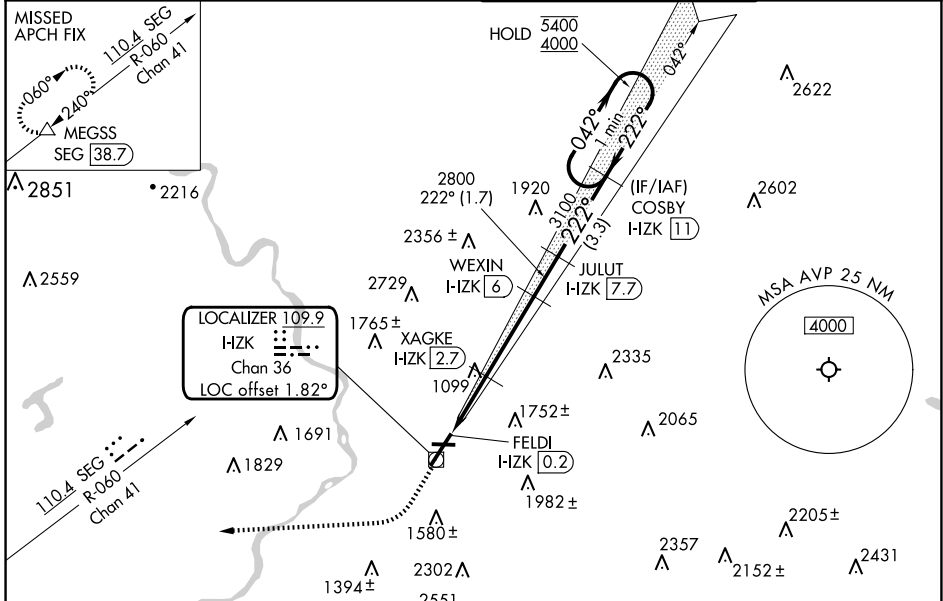 MISSED
APCH FIX
110.4 SEG
R-060
Chan 41
060°
240°
MEGSS
SEG 38.7
HOLD 5400
4000
042°
2622
042°
1 min
222°
2851
2216
2800
222° (1.7)
1920
3100
222°
(3.3)
(IF/IAF)
COSBY
I-IZK 11
2602
2356 ±
2559
WEXIN
I-IZK 6
JULUT
I-IZK 7.7
2729
MSA AVP 25 NM
4000
LOCALIZER 109.9
I-IZK
Chan 36
LOC offset 1.82°
1765±
XAGKE
I-IZK 2.7
1099
2335
1752±
2065
1691
FELDI
I-IZK 0.2
1829
110.4 SEG
R-060
Chan 41
1982±
1580±
2205±
1394±
2302
2357
2152±
2431
2551